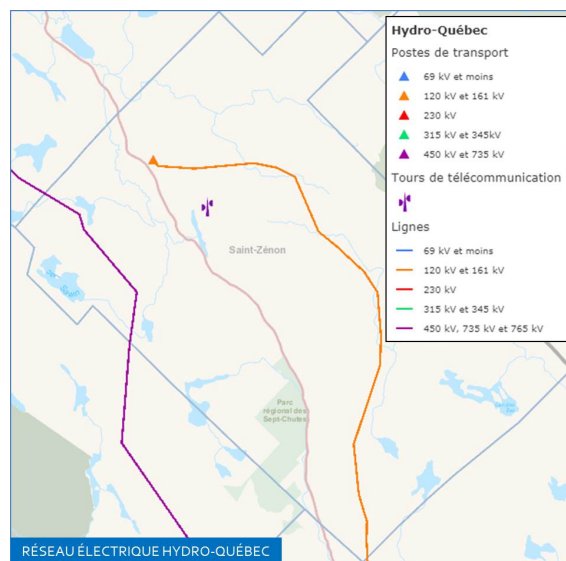 Hydro-Québec
Postes de transport
69 kV et moins
120 kV et 161 kV
230 kV
315 kV et 345kV
450 kV et 735 kV
Tours de télécommunication
Lignes
69 kV et moins
120 kV et 161 kV
230 kV
315 kV et 345 kV
450 kV, 735 kV et 765 kV
Saint-Zénon
Parc
régional des
Sept-Chutes
RÉSEAU ÉLECTRIQUE HYDRO-QUÉBEC